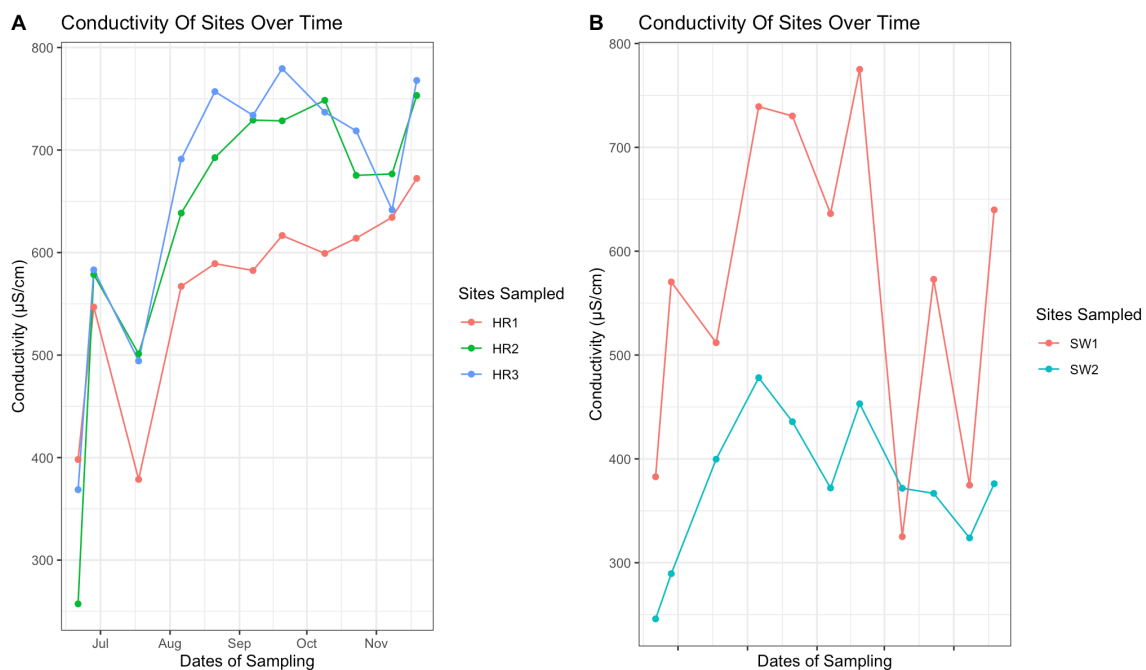 A
Conductivity Of Sites Over Time
800
700
600
500
400
300
Conductivity (µS/cm)
Jul Aug Sep Oct Nov
Dates of Sampling
Sites Sampled
HR1
HR2
HR3
B
Conductivity Of Sites Over Time
800
700
600
500
400
300
Conductivity (µS/cm)
Dates of Sampling
Sites Sampled
SW1
SW2